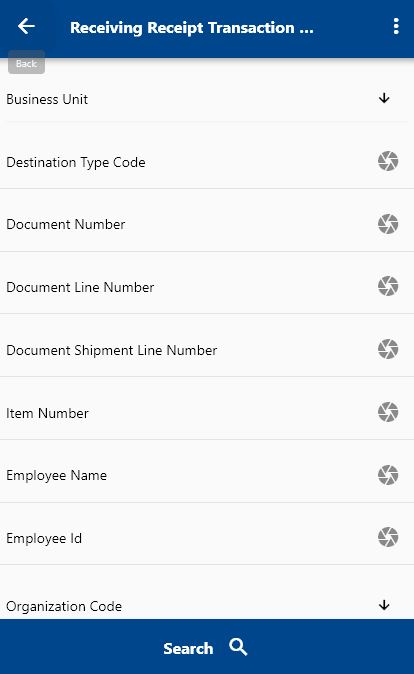 Receiving Receipt Transaction ...
Back
Business Unit
Destination Type Code
Document Number
Document Line Number
Document Shipment Line Number
Item Number
Employee Name
Employee Id
Organization Code
Search